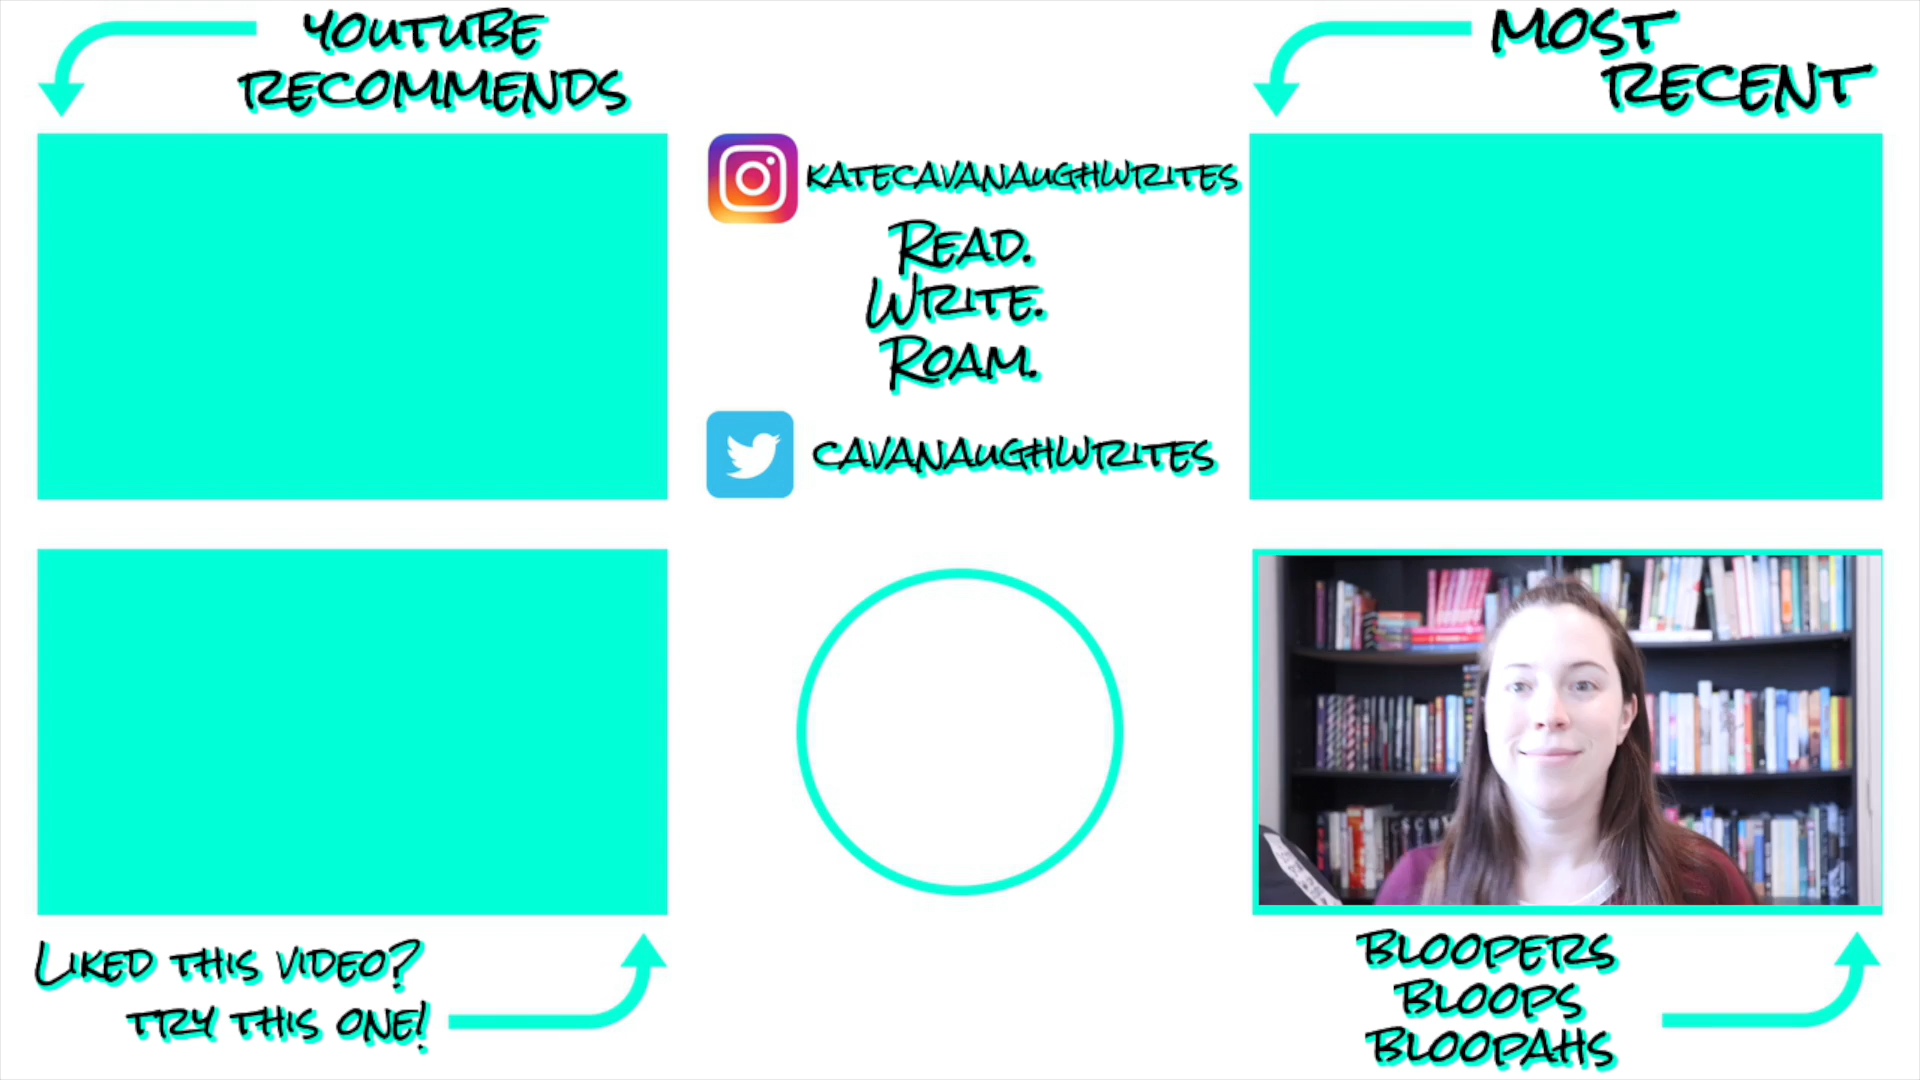 YOUTUBE
RECOMMENDS
MOST
RECENT
KATECAVANAUGHWRITES
READ.
WRITE.
ROAM.
CAVANAUGHWRITES
LIKED THIS VIDEO?
TRY THIS ONE!
BLOOPERS
BLOOPS
BLOOPAHS